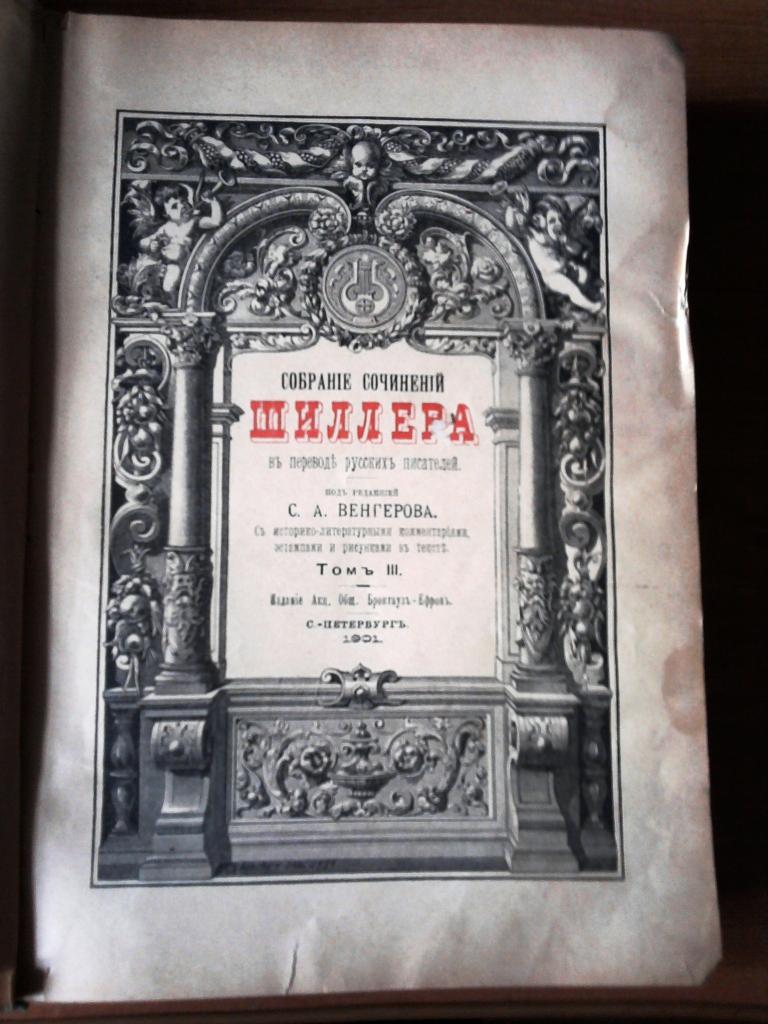 СОБРАНІЕ СОЧИНЕНІЙ
ШИЛЛЕРА
въ переводѣ русскихъ писателей.
ПОДЪ РЕДАКЦІЕЙ
С. А. ВЕНГЕРОВА.
Съ историко-литературными комментаріями,
эстампами и рисунками въ текстѣ.
Томъ III.
Изданіе Акц. Общ. Брокгаузъ-Ефронъ.
С.-ПЕТЕРБУРГЪ.
1901.